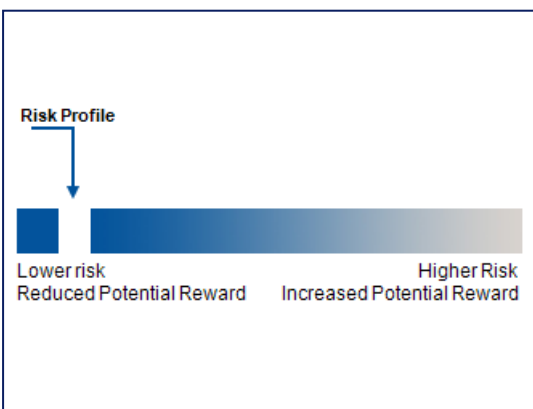 Risk Profile
Lower risk
Reduced Potential Reward
Higher Risk
Increased Potential Reward